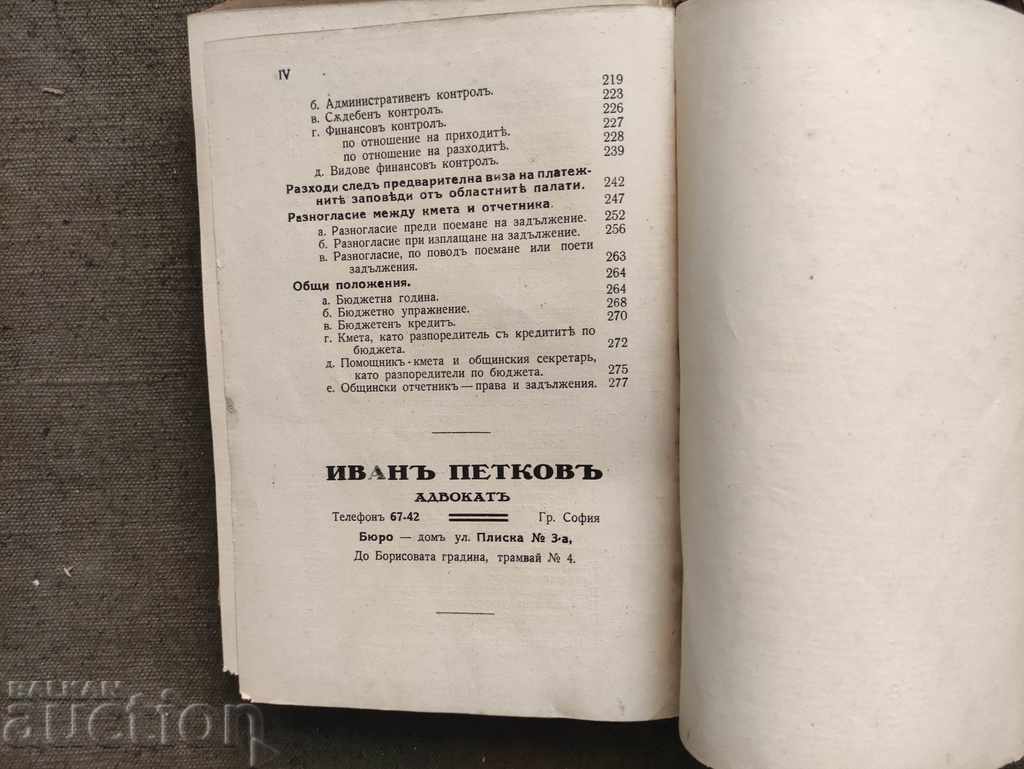 IV
б. Административенъ контролъ. 219
в. Сѫдебенъ контролъ. 223
г. Финансовъ контролъ. 226
по отношение на приходитѣ. 227
по отношение на разходитѣ. 228
д. Видове финансовъ контролъ. 239
Разходи следъ предварителна виза на платеж-
нитѣ заповѣди отъ областнитѣ палати. 242
Разногласие между кмета и отчетника. 247
а. Разногласие преди поемане на задължение. 252
б. Разногласие при изплащане на задължение. 256
в. Разногласие, по поводъ поемане или поети
задължения. 263
Общи положения. 264
а. Бюджетна година. 264
б. Бюджетно упражнение. 268
в. Бюджетенъ кредитъ. 270
г. Кмета, като разпоредитель съ кредититѣ по
бюджета. 272
д. Помощникъ-кмета и общинския секретарь,
като разпоредители по бюджета. 275
е. Общински отчетникъ — права и задължения. 277
ИВАНЪ ПЕТКОВЪ
АДВОКАТЪ
Телефонъ 67-42 Гр. София
Бюро — домъ ул. Плиска № 3-а,
До Борисовата градина, трамвай № 4.
BALKAN
auction